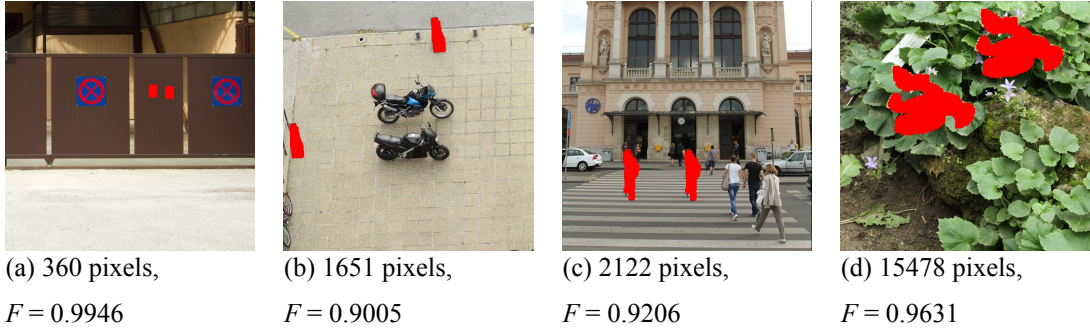 (a) 360 pixels,
F = 0.9946
(b) 1651 pixels,
F = 0.9005
(c) 2122 pixels,
F = 0.9206
(d) 15478 pixels,
F = 0.9631